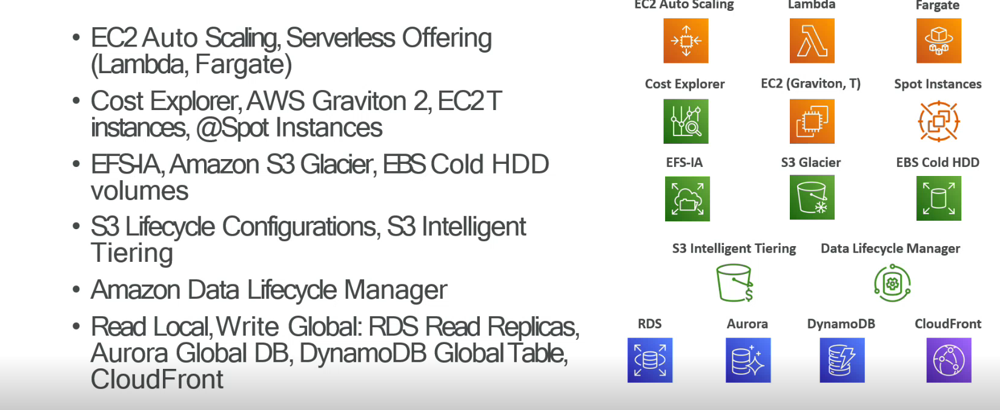 • EC2 Auto Scaling, Serverless Offering
(Lambda, Fargate)
• Cost Explorer, AWS Graviton 2, EC2 T
instances, @Spot Instances
• EFS-IA, Amazon S3 Glacier, EBS Cold HDD
volumes
• S3 Lifecycle Configurations, S3 Intelligent
Tiering
• Amazon Data Lifecycle Manager
• Read Local, Write Global: RDS Read Replicas,
Aurora Global DB, DynamoDB Global Table,
CloudFront
EC2 Auto Scaling
Lambda
Fargate
Cost Explorer
EC2 (Graviton, T)
Spot Instances
EFS-IA
S3 Glacier
EBS Cold HDD
S3 Intelligent Tiering
Data Lifecycle Manager
RDS
Aurora
DynamoDB
CloudFront